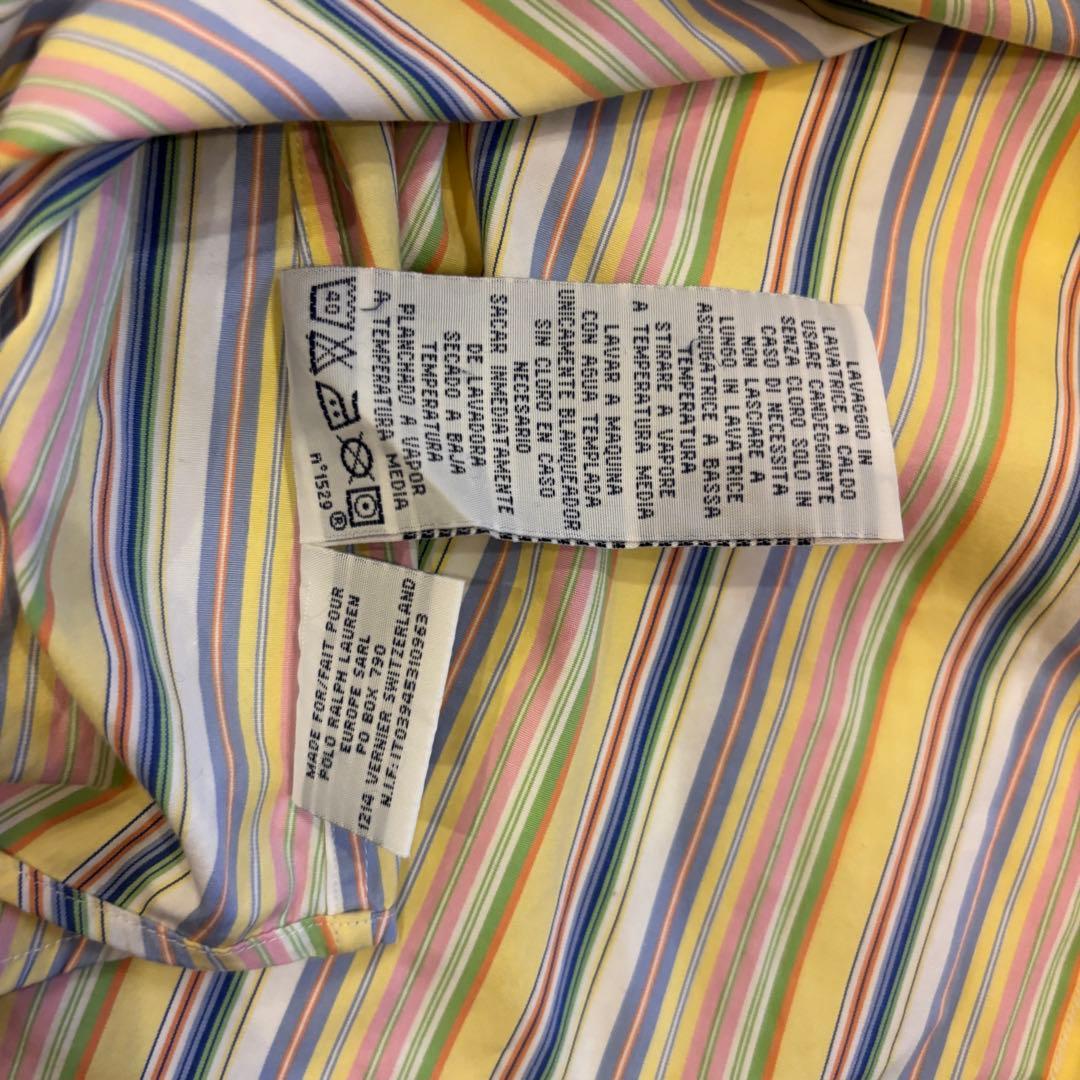 LAVAGGIO IN
LAVATRICE A CALDO
USARE CANDEGGIANTE
SENZA CLORO SOLO IN
CASO DI NECESSITA
NON LASCIARE A
LUNGO IN LAVATRICE
ASCIUGATRICE A BASSA
TEMPERATURA
STIRARE A VAPORE
A TEMPERATURA MEDIA
LAVAR A MAQUINA
CON AGUA TEMPLADA
UNICAMENTE BLANQUEADOR
SIN CLORO EN CASO
NECESARIO
SACAR INMEDIATAMENTE
DE LAVADORA
SECADO A BAJA
TEMPERATURA
PLANCHADO A VAPOR
A TEMPERATURA MEDIA
40
A°1529 ®
MADE FOR/FAIT POUR
POLO RALPH LAUREN
EUROPE SARL
PO BOX 790
1214 VERNIER SWITZERLAND
N.I.F:IT03945310963